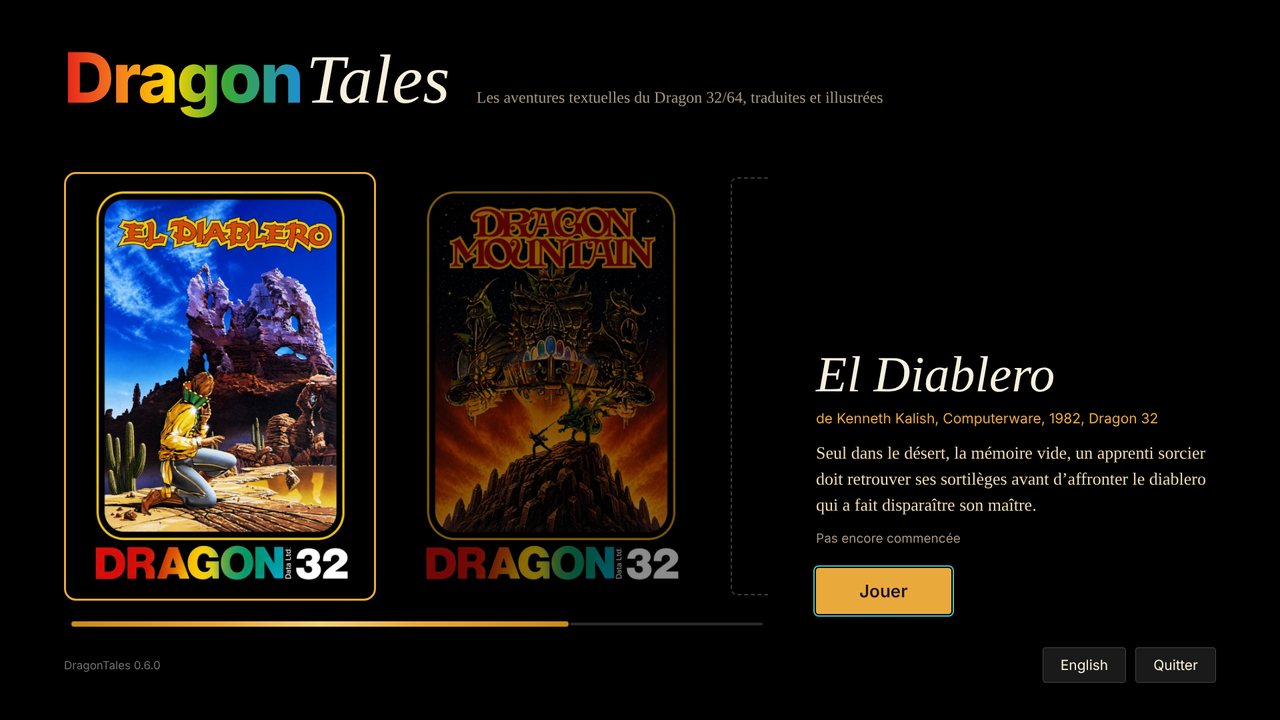 DragonTales
Les aventures textuelles du Dragon 32/64, traduites et illustrées
EL DIABLERO
DRAGON Data Ltd. 32
DRAGON
MOUNTAIN
DRAGON Data Ltd. 32
El Diablero
de Kenneth Kalish, Computerware, 1982, Dragon 32
Seul dans le désert, la mémoire vide, un apprenti sorcier
doit retrouver ses sortilèges avant d’affronter le diablero
qui a fait disparaître son maître.
Pas encore commencée
Jouer
DragonTales 0.6.0
English
Quitter